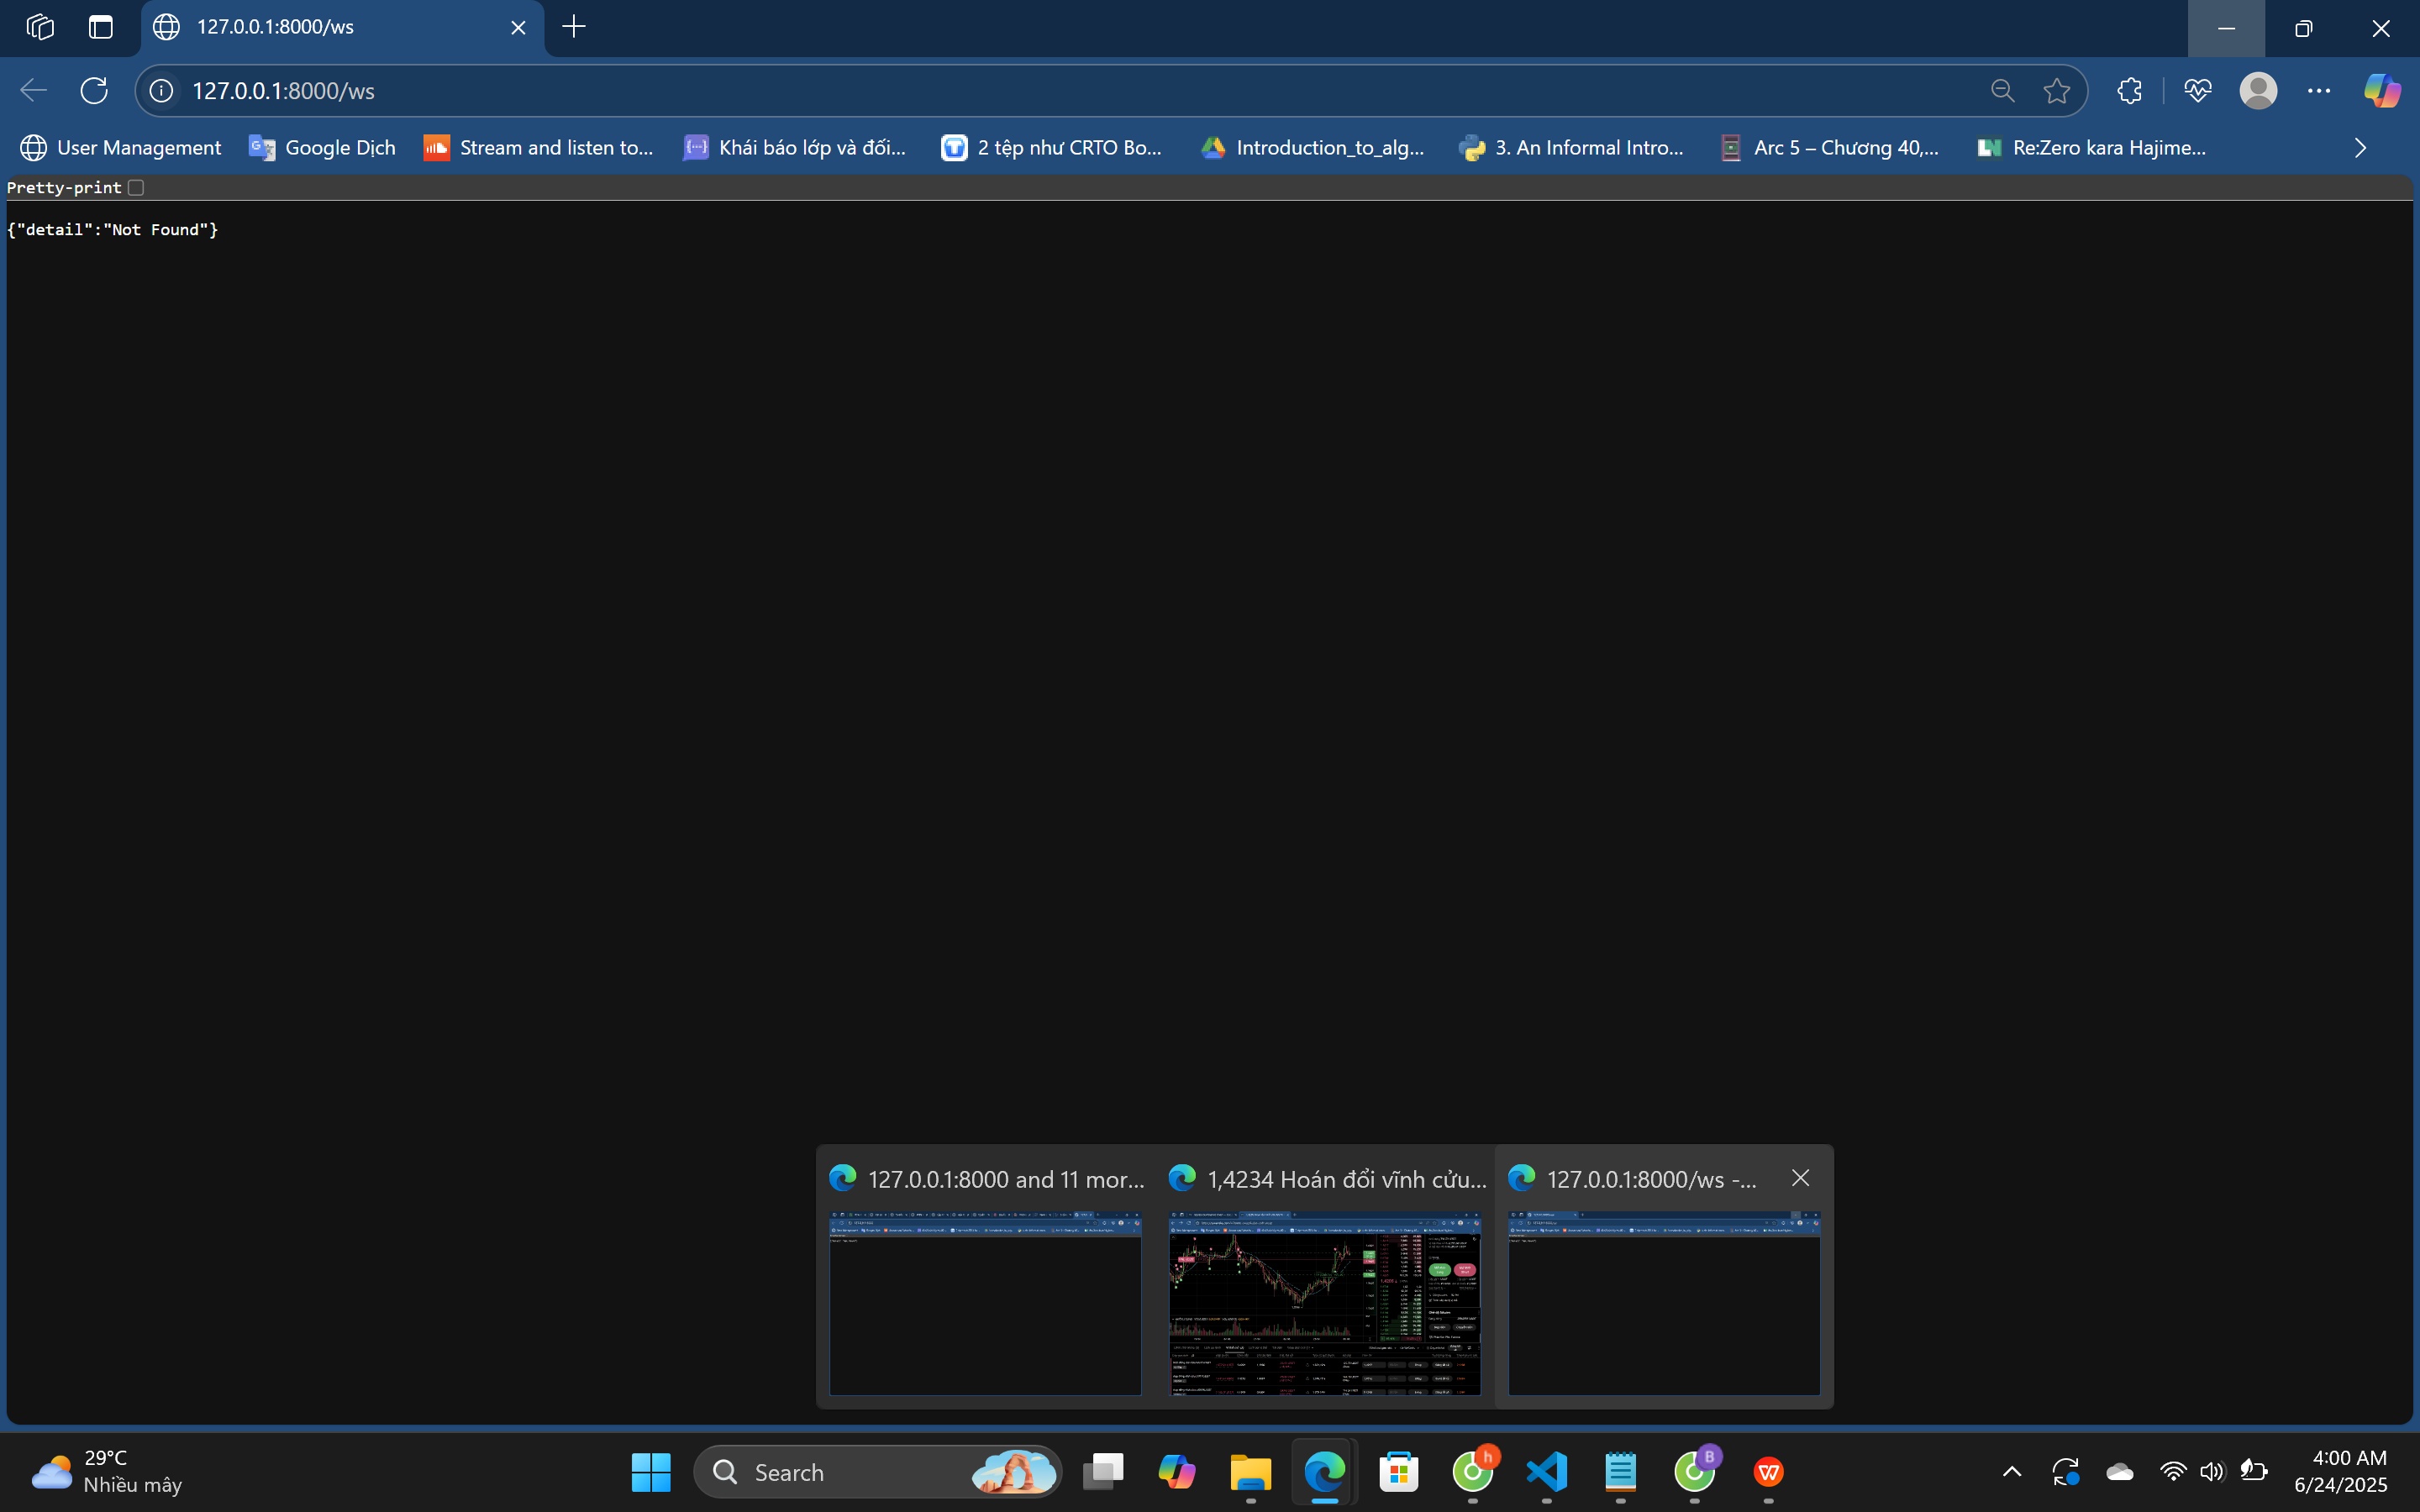 127.0.0.1:8000/ws
127.0.0.1:8000/ws
User Management
Google Dịch
Stream and listen to...
Khái báo lớp và đối...
2 tệp như CRTO Bo...
Introduction_to_alg...
3. An Informal Intro...
Arc 5 – Chương 40,...
Re:Zero kara Hajime...
Pretty-print
{"detail":"Not Found"}
127.0.0.1:8000 and 11 mor...
1,4234 Hoán đổi vĩnh cửu...
127.0.0.1:8000/ws -...
29°C
Nhiều mây
Search
h
B
4:00 AM
6/24/2025